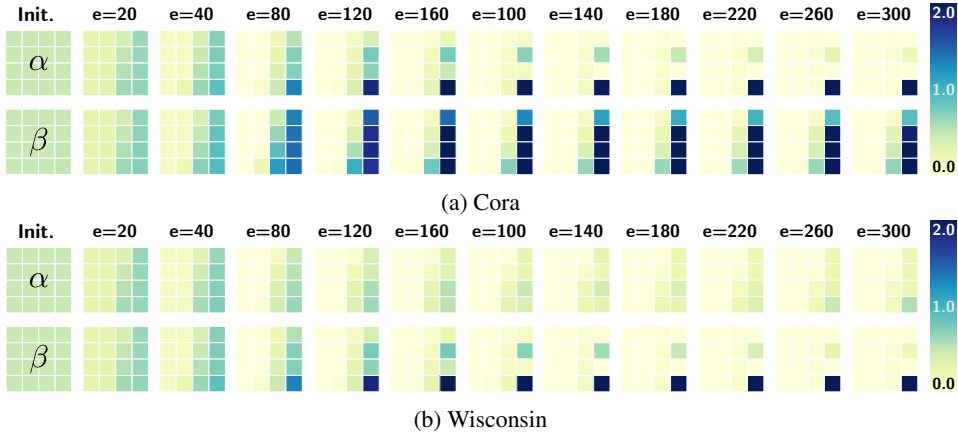 Init. e=20 e=40 e=80 e=120 e=160 e=100 e=140 e=180 e=220 e=260 e=300 2.0
α
1.0
β
0.0
(a) Cora
Init. e=20 e=40 e=80 e=120 e=160 e=100 e=140 e=180 e=220 e=260 e=300 2.0
α
1.0
β
0.0
(b) Wisconsin